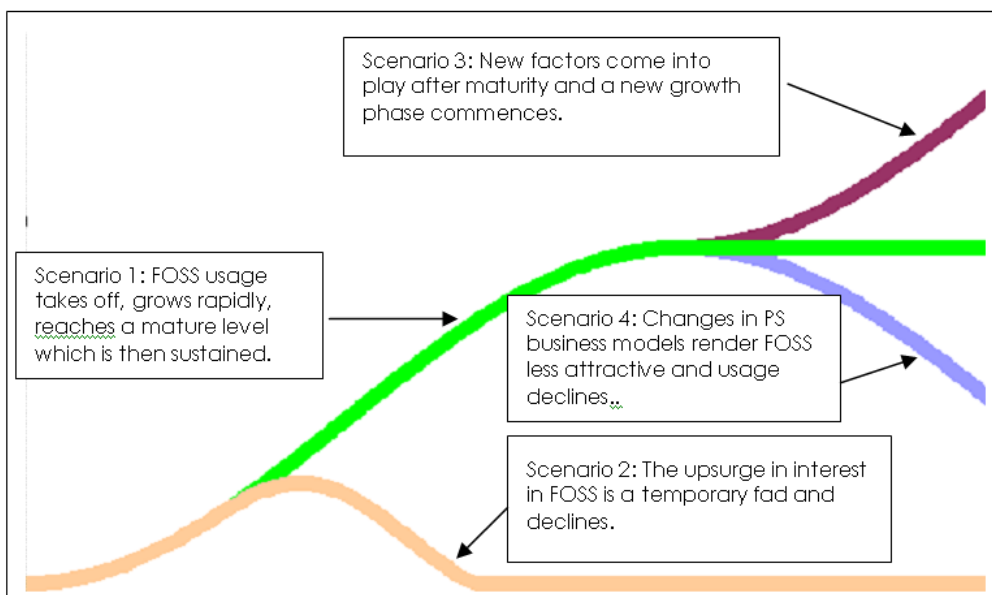 Scenario 3: New factors come into
play after maturity and a new growth
phase commences.
Scenario 1: FOSS usage
takes off, grows rapidly,
reaches a mature level
which is then sustained.
Scenario 4: Changes in PS
business models render FOSS
less attractive and usage
declines..
Scenario 2: The upsurge in interest
in FOSS is a temporary fad and
declines.